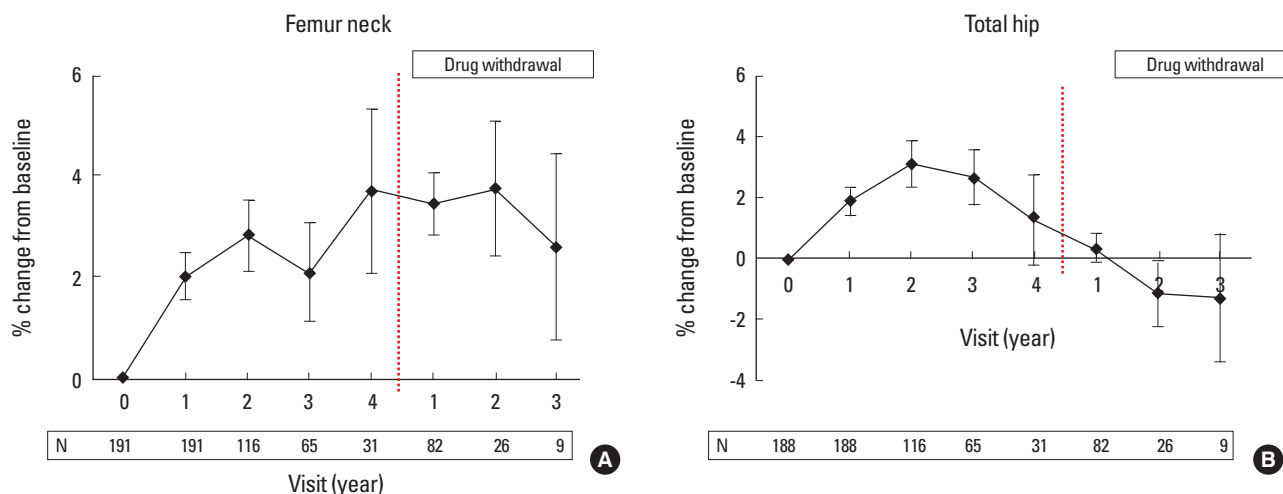 Femur neck
Drug withdrawal
% change from baseline
6
4
2
0
0 1 2 3 4 1 2 3
N 191 191 116 65 31 82 26 9
Visit (year)
A
Total hip
Drug withdrawal
% change from baseline
6
4
2
0
-2
-4
0 1 2 3 4 1 2 3
Visit (year)
N 188 188 116 65 31 82 26 9
B